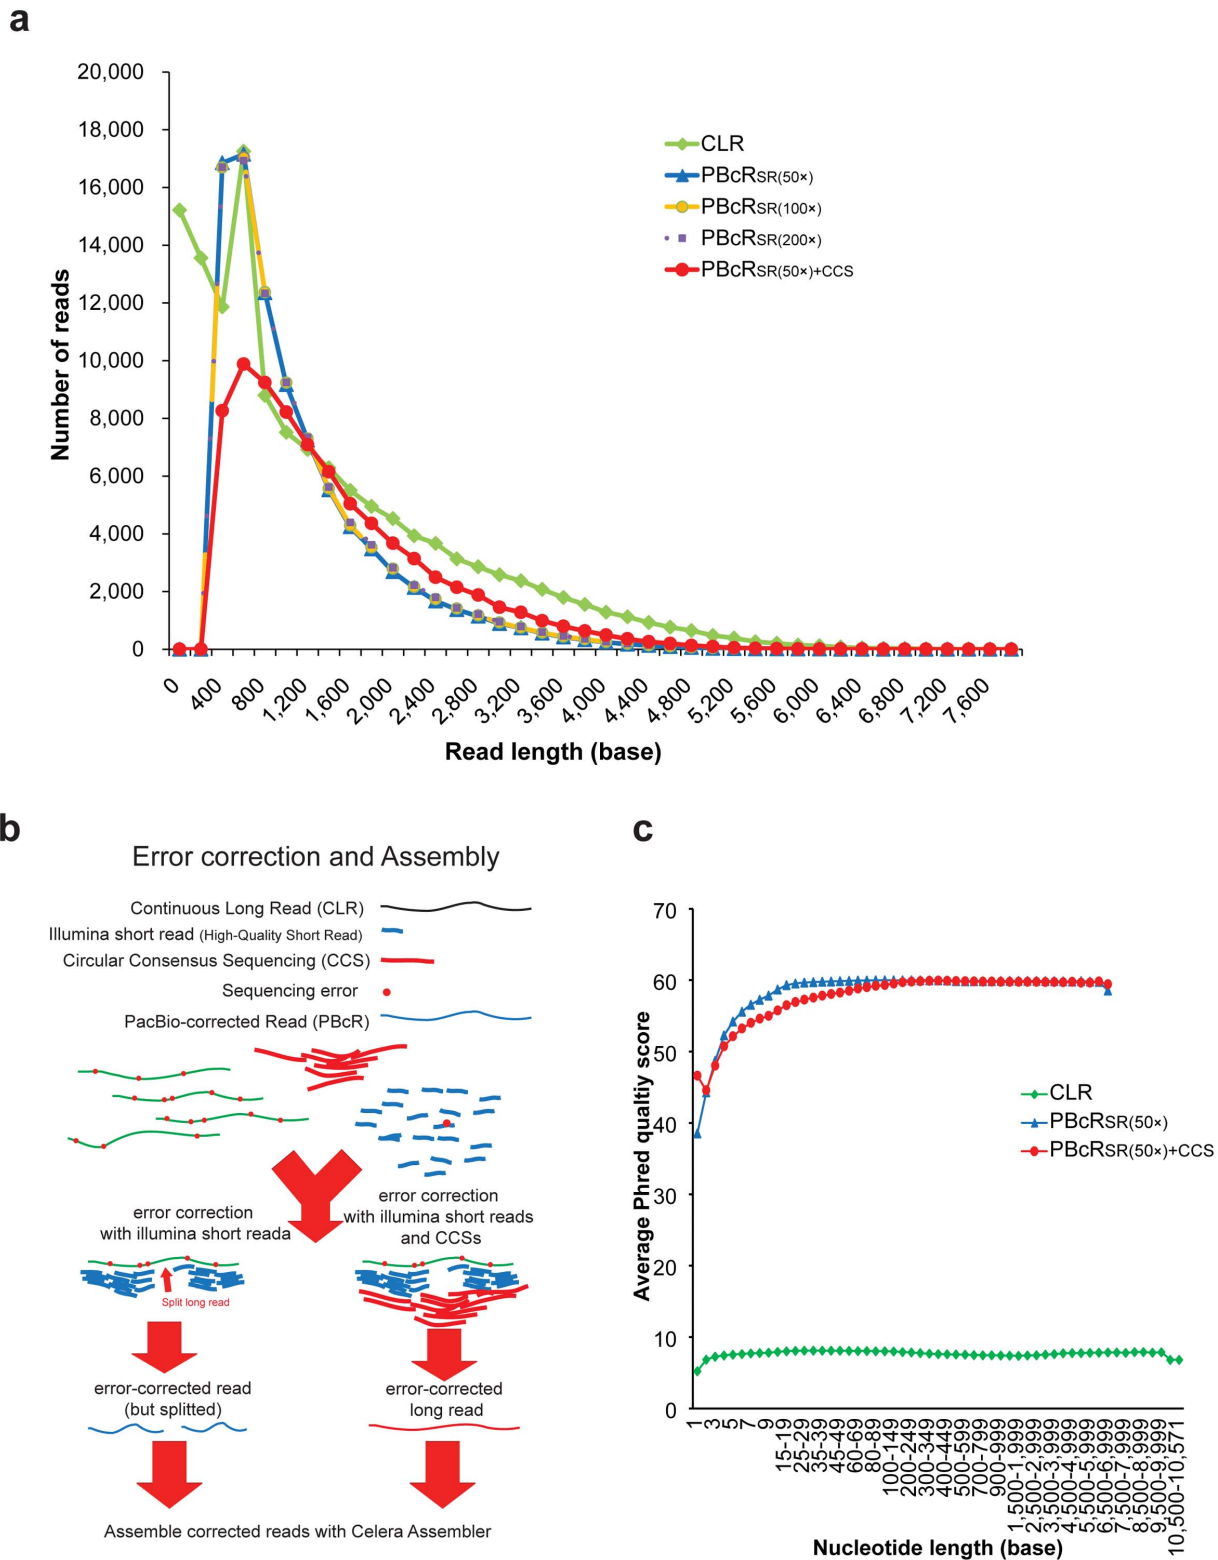 a
20,000
18,000
16,000
14,000
12,000
10,000
8,000
6,000
4,000
2,000
0
Number of reads
CLR
PBcRSR(50×)
PBcRSR(100×)
PBcRSR(200×)
PBcRSR(50×)+CCS
0
400
800
1,200
1,600
2,000
2,400
2,800
3,200
3,600
4,000
4,400
4,800
5,200
5,600
6,000
6,400
6,800
7,200
7,600
Read length (base)
b
Error correction and Assembly
Continuous Long Read (CLR)
Illumina short read (High-Quality Short Read)
Circular Consensus Sequencing (CCS)
Sequencing error
PacBio-corrected Read (PBcR)
error correction
with illumina short reada
error correction
with illumina short reads
and CCSs
Split long read
error-corrected read
(but splitted)
error-corrected
long read
Assemble corrected reads with Celera Assembler
c
70
60
50
40
30
20
10
0
Average Phred qualtiy score
CLR
PBcRSR(50×)
PBcRSR(50×)+CCS
1
3
5
7
9
15-19
25-29
35-39
45-49
60-69
80-89
100-149
200-249
300-349
400-449
500-599
700-799
900-999
1,500-1,999
2,500-2,999
3,500-3,999
4,500-4,999
5,500-5,999
6,500-6,999
7,500-7,999
8,500-8,999
9,500-9,999
10,500-10,571
Nucleotide length (base)